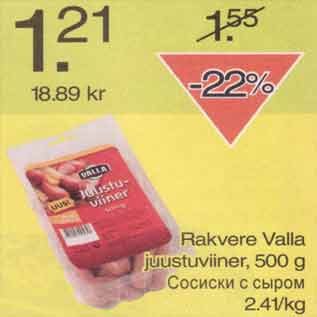 1.21
1.55
18.89 kr
-22%
VALLA
UUS!
Juustu-
viiner
500 g
Rakvere Valla
juustuviiner, 500 g
Сосиски с сыром
2.41/kg